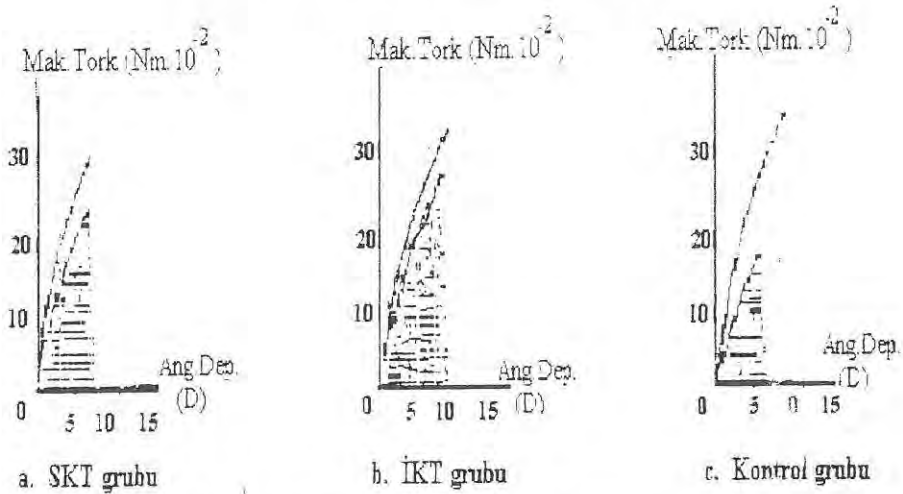 Mak.Tork (Nm.10-2 )
30
20
10
0
5 10 15
Ang.Dep.
(D)
a. SKT grubu
Mak.Tork (Nm.10-2 )
30
20
10
0
5 10 15
Ang.Dep.
(D)
b. İKT grubu
Mak.Tork (Nm.10-2 )
30
20
10
0
5 0 15
Ang.Dep.
(D)
c. Kontrol grubu